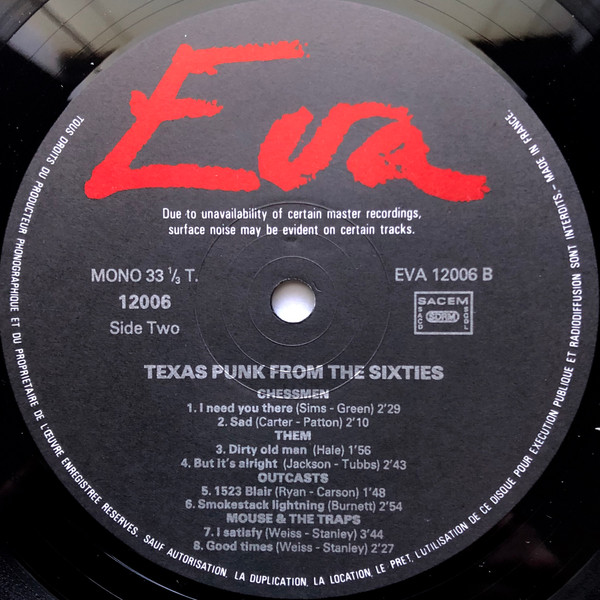 Eva
Due to unavailability of certain master recordings,
surface noise may be evident on certain tracks.
MONO 33 ⅓ T.
12006
Side Two
EVA 12006 B
SACEM
SACD
SDRM
SGDL
TEXAS PUNK FROM THE SIXTIES
CHESSMEN
1. I need you there (Sims - Green) 2'29
2. Sad (Carter - Patton) 2'10
THEM
3. Dirty old man (Hale) 1'56
4. But it's alright (Jackson - Tubbs) 2'43
OUTCASTS
5. 1523 Blair (Ryan - Carson) 1'48
6. Smokestack lightning (Burnett) 2'54
MOUSE & THE TRAPS
7. I satisfy (Weiss - Stanley) 3'44
8. Good times (Weiss - Stanley) 2'27
TOUS DROITS DU PRODUCTEUR PHONOGRAPHIQUE ET DU PROPRIETAIRE DE L'ŒUVRE ENREGISTREE RESERVES, SAUF AUTORISATION, LA DUPLICATION, LA LOCATION, LE PRET, L'UTILISATION DE CE DISQUE POUR EXECUTION PUBLIQUE ET RADIODIFFUSION SONT INTERDITS. - MADE IN FRANCE.